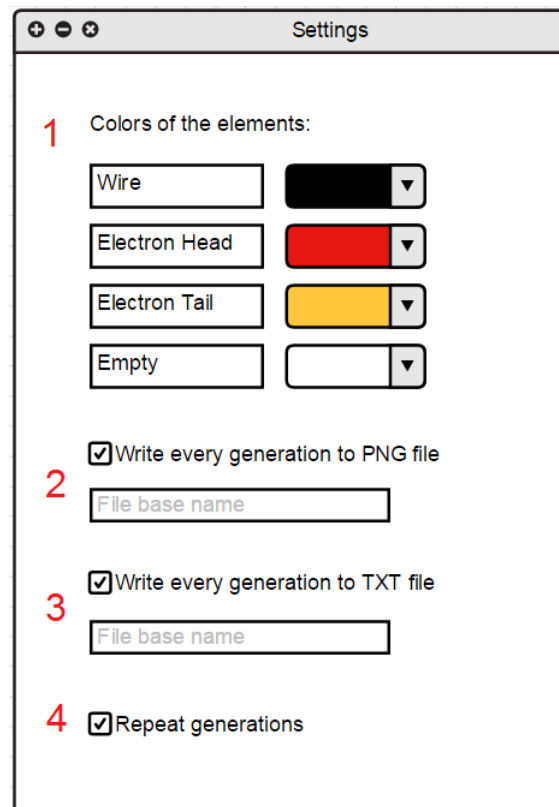 Settings
1 Colors of the elements:
Wire
Electron Head
Electron Tail
Empty
Write every generation to PNG file
2
File base name
Write every generation to TXT file
3
File base name
4 Repeat generations